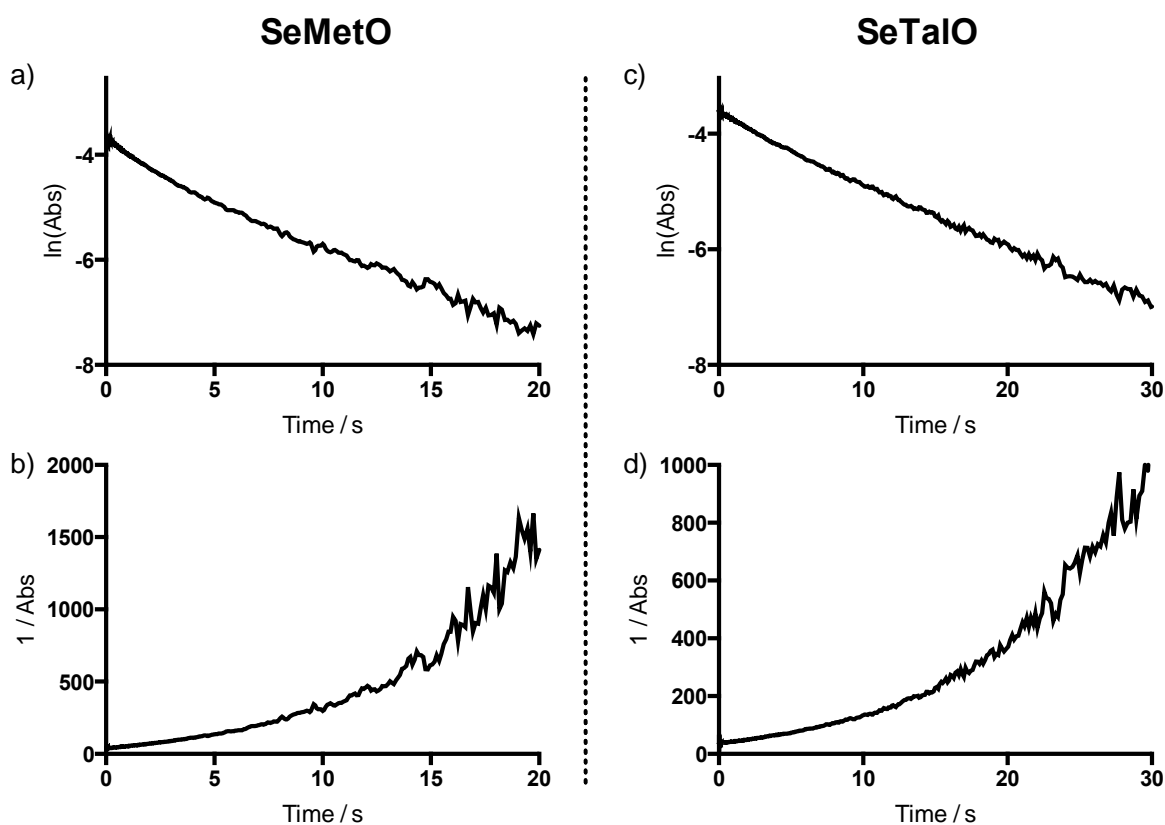 SeMetO
SeTalO
a)
ln(Abs)
-4
-6
-8
0 5 10 15 20
Time / s
c)
ln(Abs)
-4
-6
-8
0 10 20 30
Time / s
b)
1 / Abs
2000
1500
1000
500
0
0 5 10 15 20
Time / s
d)
1 / Abs
1000
800
600
400
200
0
0 10 20 30
Time / s